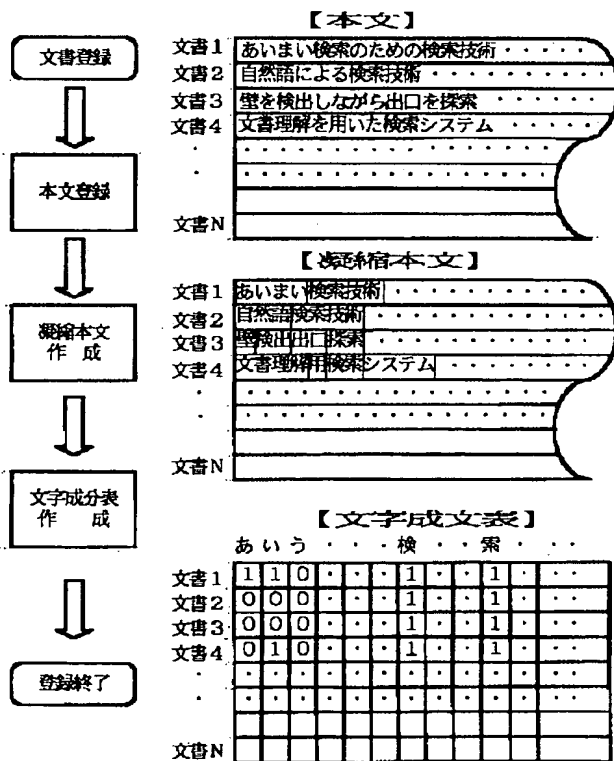 文書登録
本文登録
凝縮本文
作 成
文字成分表
作 成
登録終了
【本文】
文書1 あいまい検索のための検索技術・・・・・・
文書2 自然語による検索技術・・・・・・・・
文書3 壁を検出しながら出口を探索・・・・・・
文書4 文書理解を用いた検索システム・・・・・・
文書N
【凝縮本文】
文書1 あいまい検索技術・・・・・・・・・
文書2 自然語検索技術・・・・・・・・・・
文書3 壁検出出口探索・・・・・・・・・・
文書4 文書理解用検索システム・・・・・・・
文書N
【文字成文表】
あ い う ・ ・ ・ 検 ・ ・ 索 ・ ・ ・
文書1 1 1 0 ・ ・ ・ 1 ・ ・ 1 ・ ・ ・
文書2 0 0 0 ・ ・ ・ 1 ・ ・ 1 ・ ・ ・
文書3 0 0 0 ・ ・ ・ 1 ・ ・ 1 ・ ・ ・
文書4 0 1 0 ・ ・ ・ 1 ・ ・ 1 ・ ・ ・
文書N